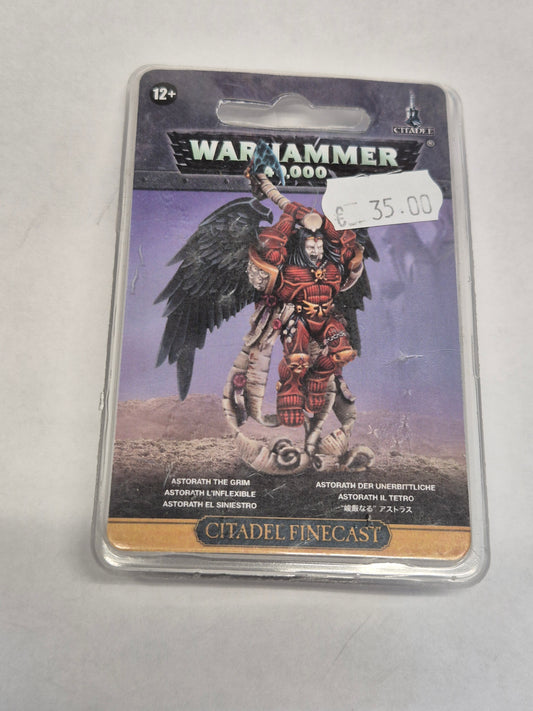 12+
CITADEL
WARHAMMER
40,000
®
€ 35.00
ASTORATH THE GRIM
ASTORATH L'INFLEXIBLE
ASTORATH EL SINIESTRO
ASTORATH DER UNERBITTLICHE
ASTORATH IL TETRO
"峻厳なる" アストラス
CITADEL FINECAST